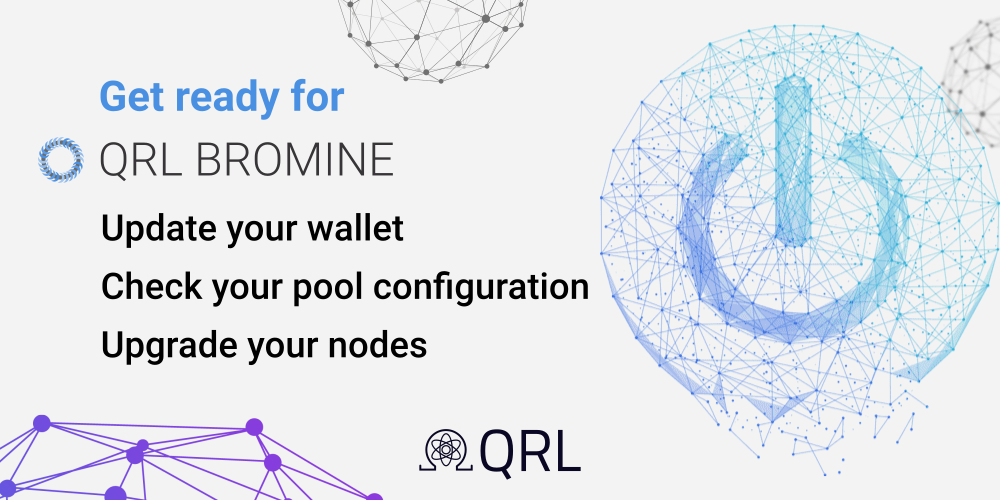 Get ready for
QRL BROMINE
Update your wallet
Check your pool configuration
Upgrade your nodes
QRL